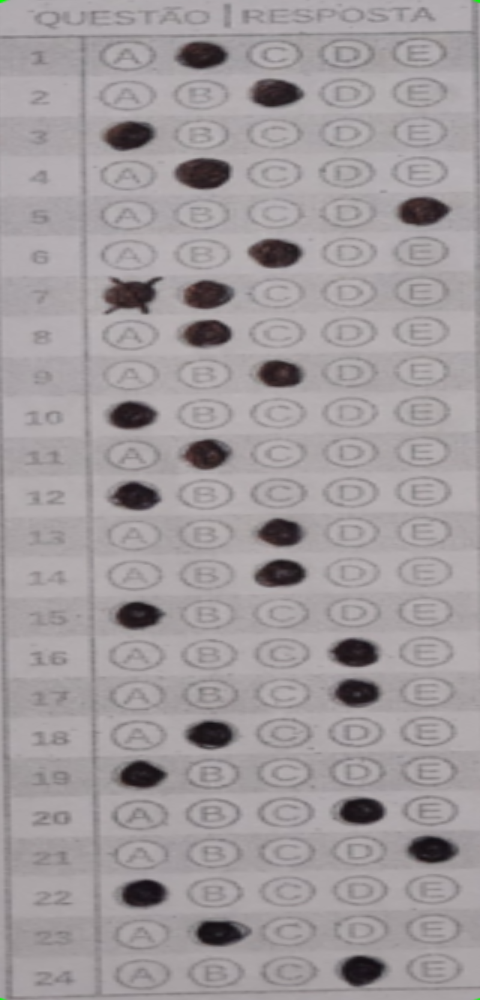 QUESTÃO | RESPOSTA
1 A C D E
2 A B D E
3 B C D E
4 A C D E
5 A B C D
6 A B D E
7 C D E
8 A C D E
9 A B D E
10 B C D E
11 A C D E
12 B C D E
13 A B D E
14 A B D E
15 B C D E
16 A B C E
17 A B C E
18 A C D E
19 B C D E
20 A B C E
21 A B C D
22 B C D E
23 A C D E
24 A B C E